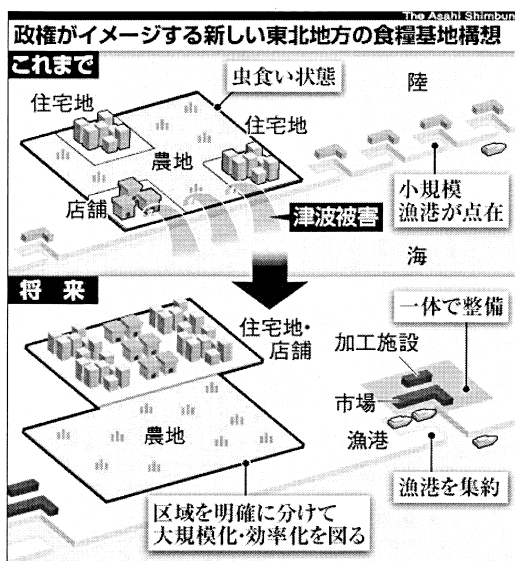 The Asahi Shimbun
政権がイメージする新しい東北地方の食糧基地構想
これまで
虫食い状態
陸
住宅地
住宅地
農地
店舗
小規模
漁港が点在
津波被害
海
将来
住宅地・
店舗
一体で整備
加工施設
市場
農地
漁港
漁港を集約
区域を明確に分けて
大規模化・効率化を図る